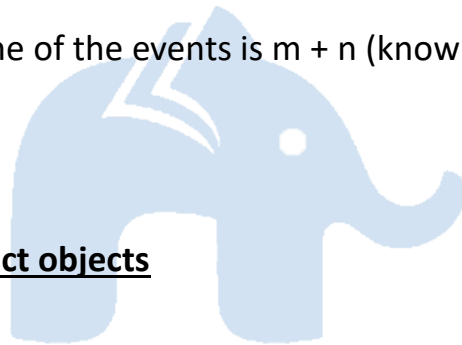 ne of the events is m + n (know
ct objects